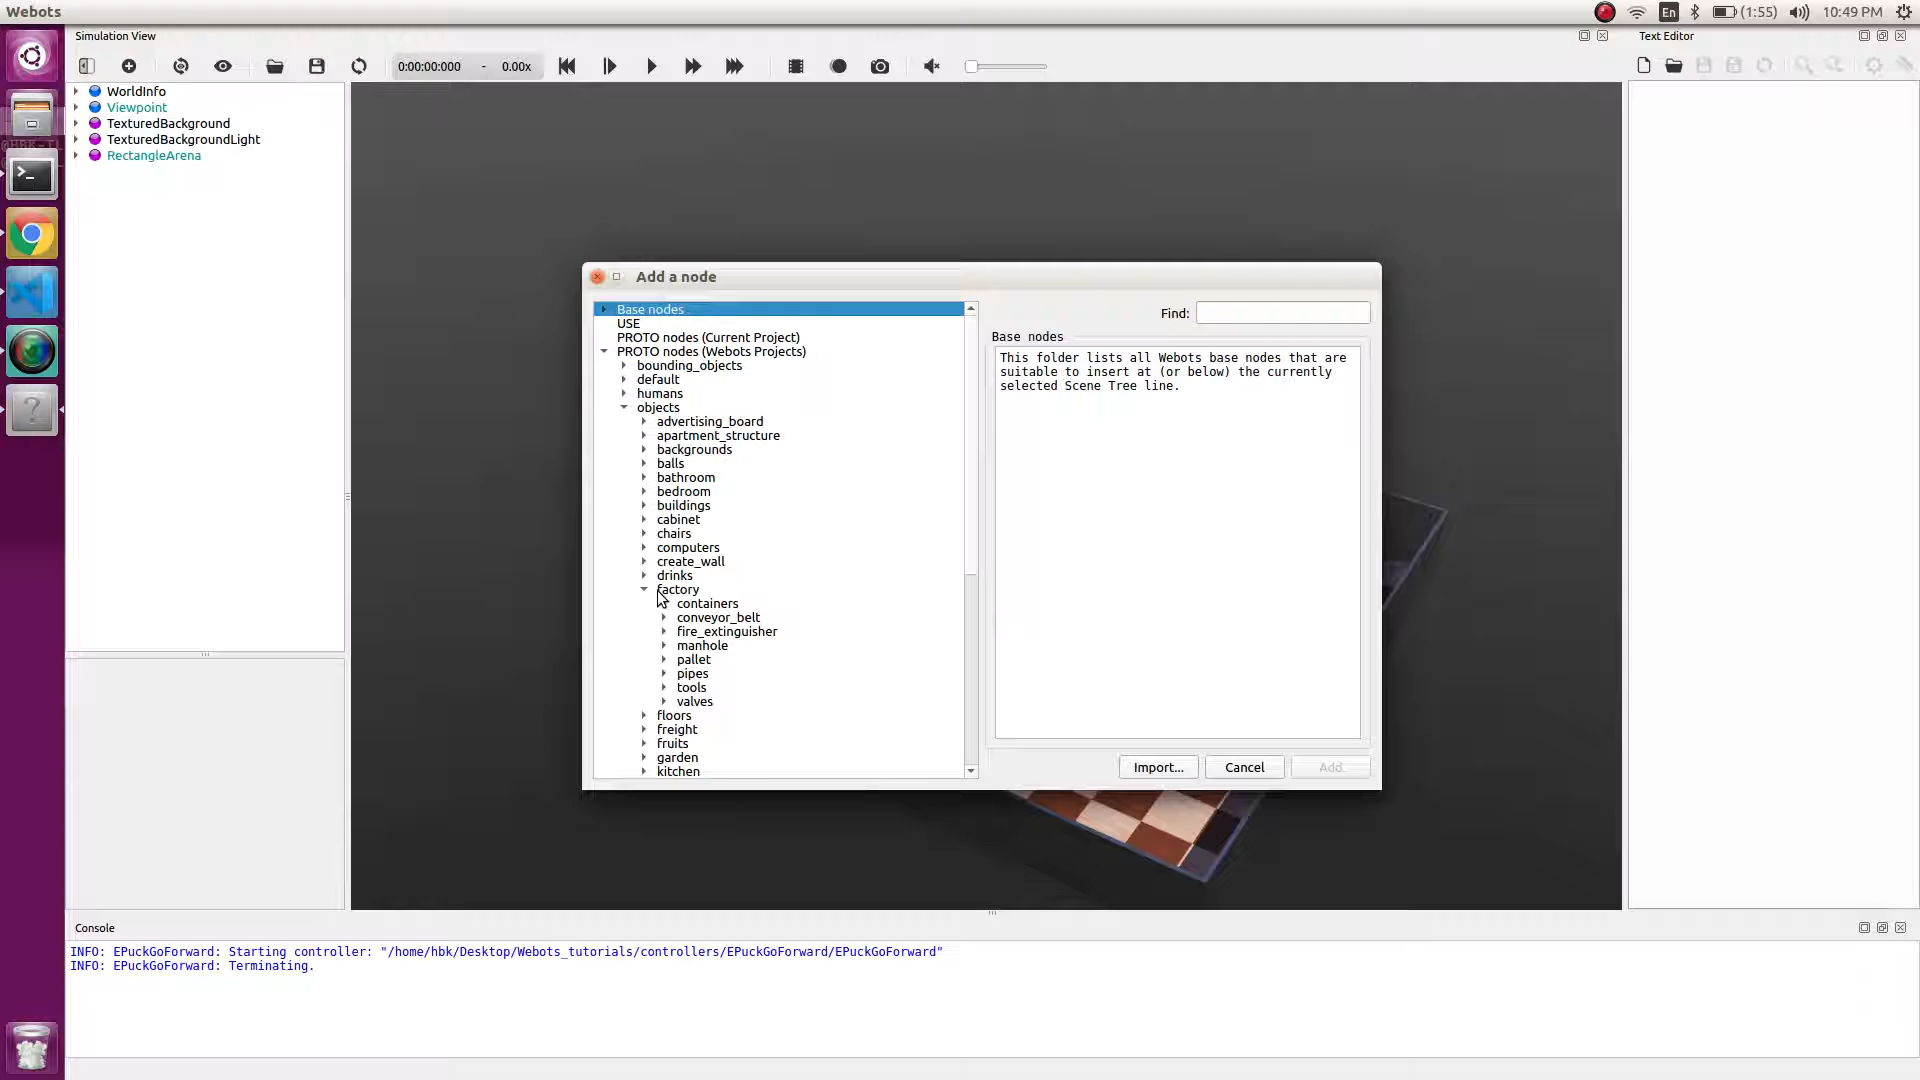 Webots
En
(1:55)
10:49 PM
Simulation View
Text Editor
0:00:00:000 - 0.00x
WorldInfo
Viewpoint
TexturedBackground
TexturedBackgroundLight
RectangleArena
Add a node
Base nodes
USE
PROTO nodes (Current Project)
PROTO nodes (Webots Projects)
bounding_objects
default
humans
objects
advertising_board
apartment_structure
backgrounds
balls
bathroom
bedroom
buildings
cabinet
chairs
computers
create_wall
drinks
factory
containers
conveyor_belt
fire_extinguisher
manhole
pallet
pipes
tools
valves
floors
freight
fruits
garden
kitchen
Find:
Base nodes
This folder lists all Webots base nodes that are
suitable to insert at (or below) the currently
selected Scene Tree line.
Import...
Cancel
Add
Console
INFO: EPuckGoForward: Starting controller: "/home/hbk/Desktop/Webots_tutorials/controllers/EPuckGoForward/EPuckGoForward"
INFO: EPuckGoForward: Terminating.